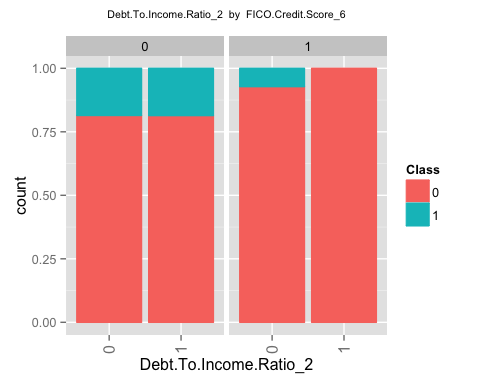 Debt.To.Income.Ratio_2 by FICO.Credit.Score_6
0 1
1.00
0.75
0.50
0.25
0.00
count
0 1 0 1
Debt.To.Income.Ratio_2
Class
0
1